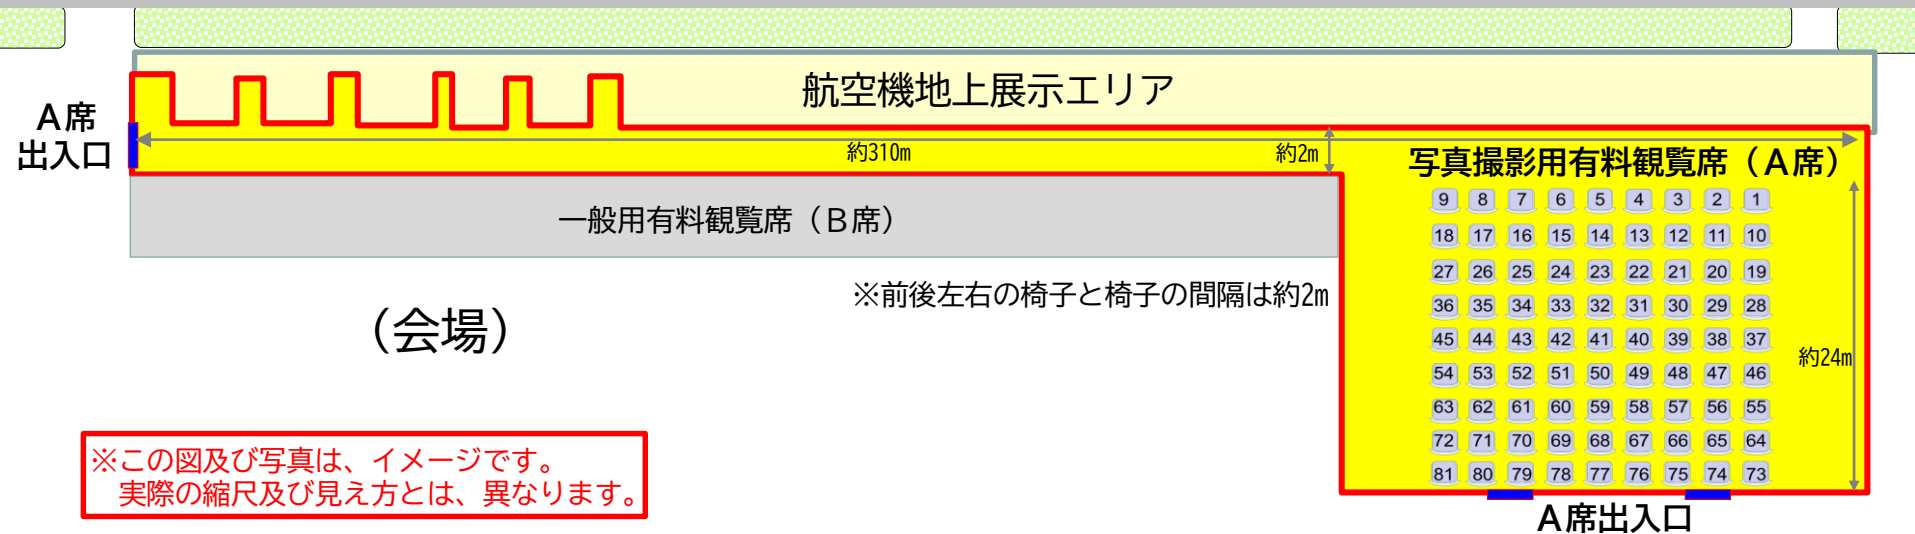 航空機地上展示エリア
A席
出入口
約310m
約2m
写真撮影用有料観覧席（A席）
9 8 7 6 5 4 3 2 1
18 17 16 15 14 13 12 11 10
27 26 25 24 23 22 21 20 19
36 35 34 33 32 31 30 29 28
45 44 43 42 41 40 39 38 37
54 53 52 51 50 49 48 47 46
63 62 61 60 59 58 57 56 55
72 71 70 69 68 67 66 65 64
81 80 79 78 77 76 75 74 73
約24m
一般用有料観覧席（B席）
※前後左右の椅子と椅子の間隔は約2m
（会場）
※この図及び写真は、イメージです。
実際の縮尺及び見え方とは、異なります。
A席出入口